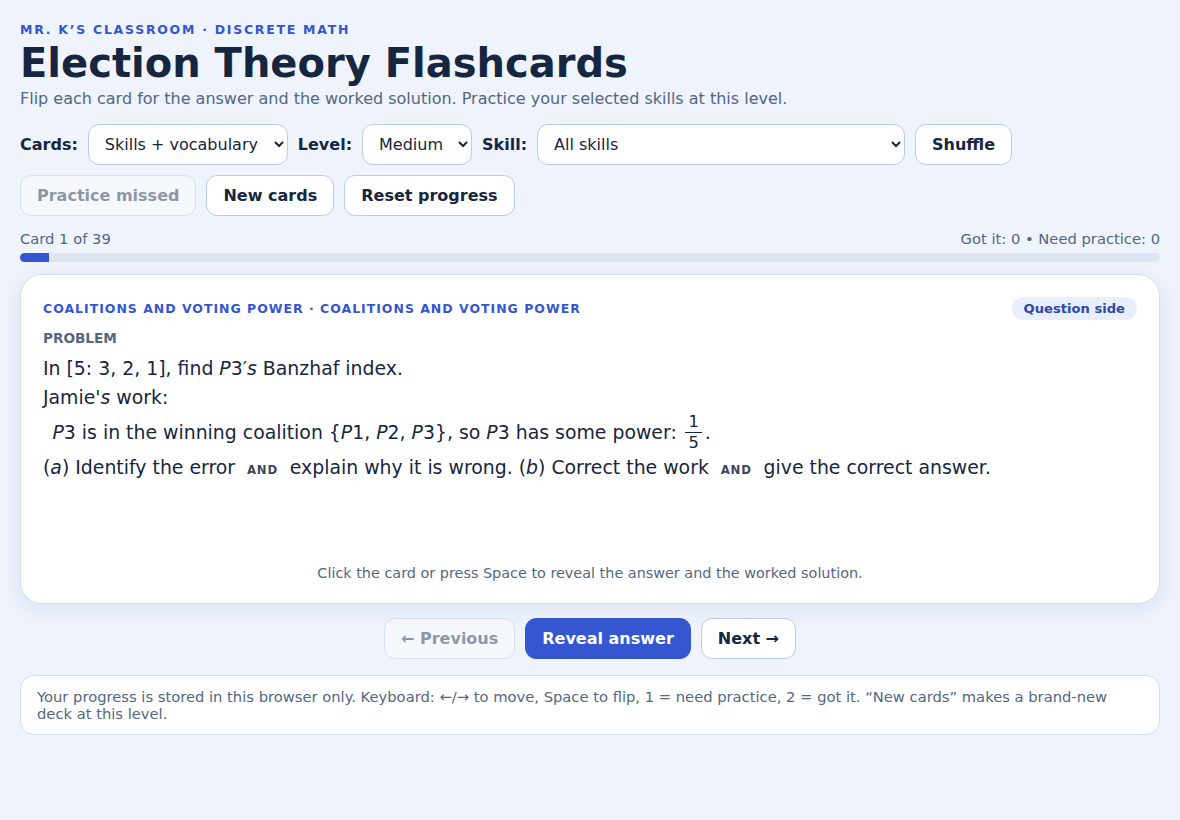 MR. K’S CLASSROOM · DISCRETE MATH
Election Theory Flashcards
Flip each card for the answer and the worked solution. Practice your selected skills at this level.
Cards: Skills + vocabulary Level: Medium Skill: All skills Shuffle
Practice missed New cards Reset progress
Card 1 of 39 Got it: 0 • Need practice: 0
COALITIONS AND VOTING POWER · COALITIONS AND VOTING POWER Question side
PROBLEM
In [5: 3, 2, 1], find P3′s Banzhaf index.
Jamie's work:
P3 is in the winning coalition {P1, P2, P3}, so P3 has some power: 1/5.
(a) Identify the error AND explain why it is wrong. (b) Correct the work AND give the correct answer.
Click the card or press Space to reveal the answer and the worked solution.
← Previous Reveal answer Next →
Your progress is stored in this browser only. Keyboard: ←/→ to move, Space to flip, 1 = need practice, 2 = got it. “New cards” makes a brand-new
deck at this level.